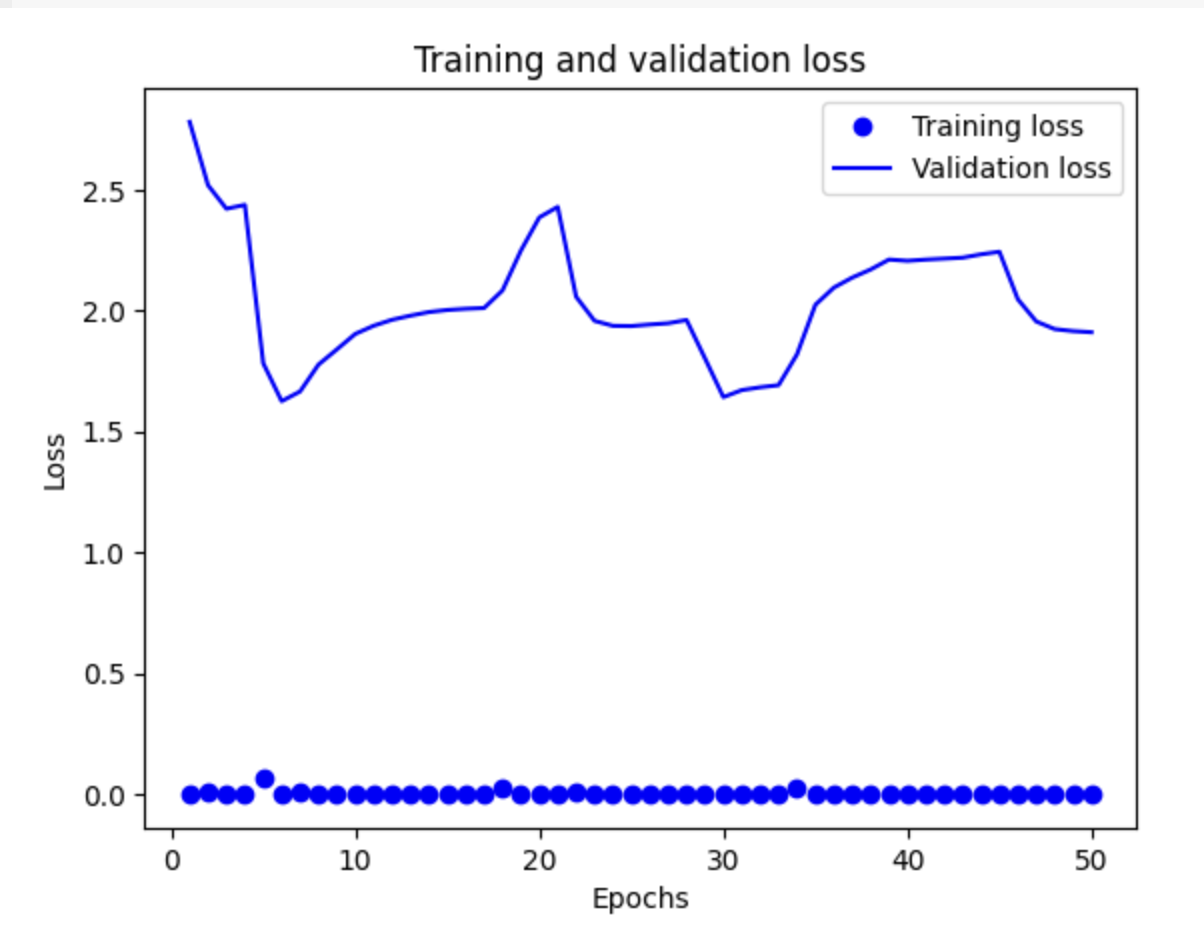 Training and validation loss
Training loss
Validation loss
2.5
2.0
1.5
1.0
0.5
0.0
Loss
0 10 20 30 40 50
Epochs